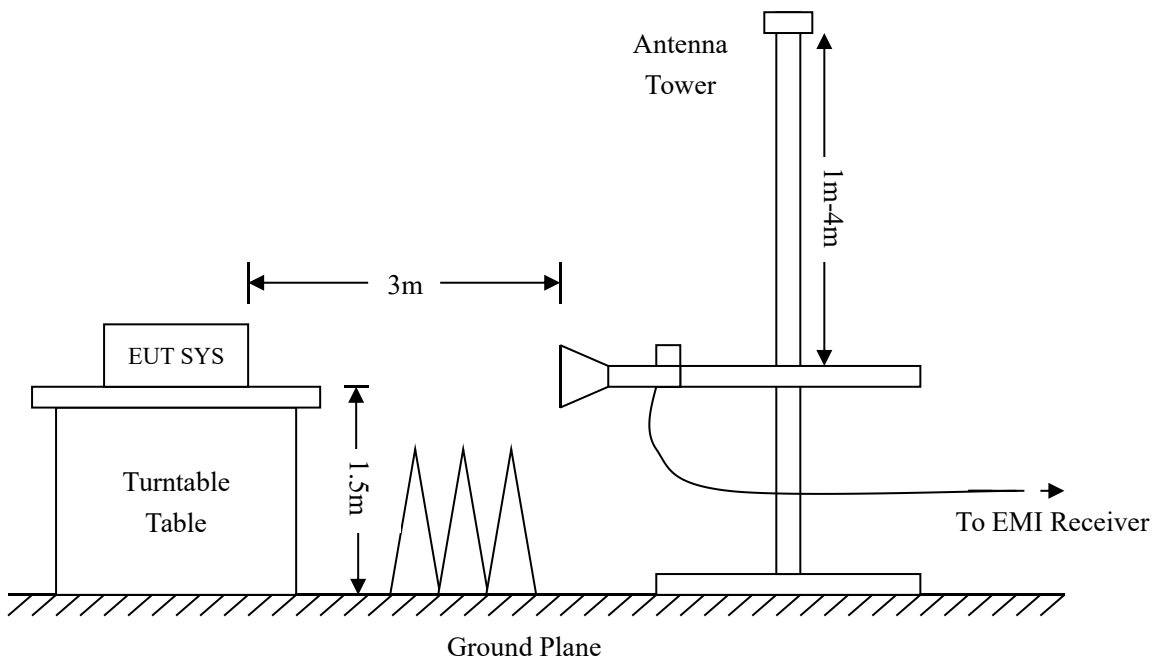 Antenna
Tower
1m-4m
3m
EUT SYS
1.5m
Turntable
Table
To EMI Receiver
Ground Plane